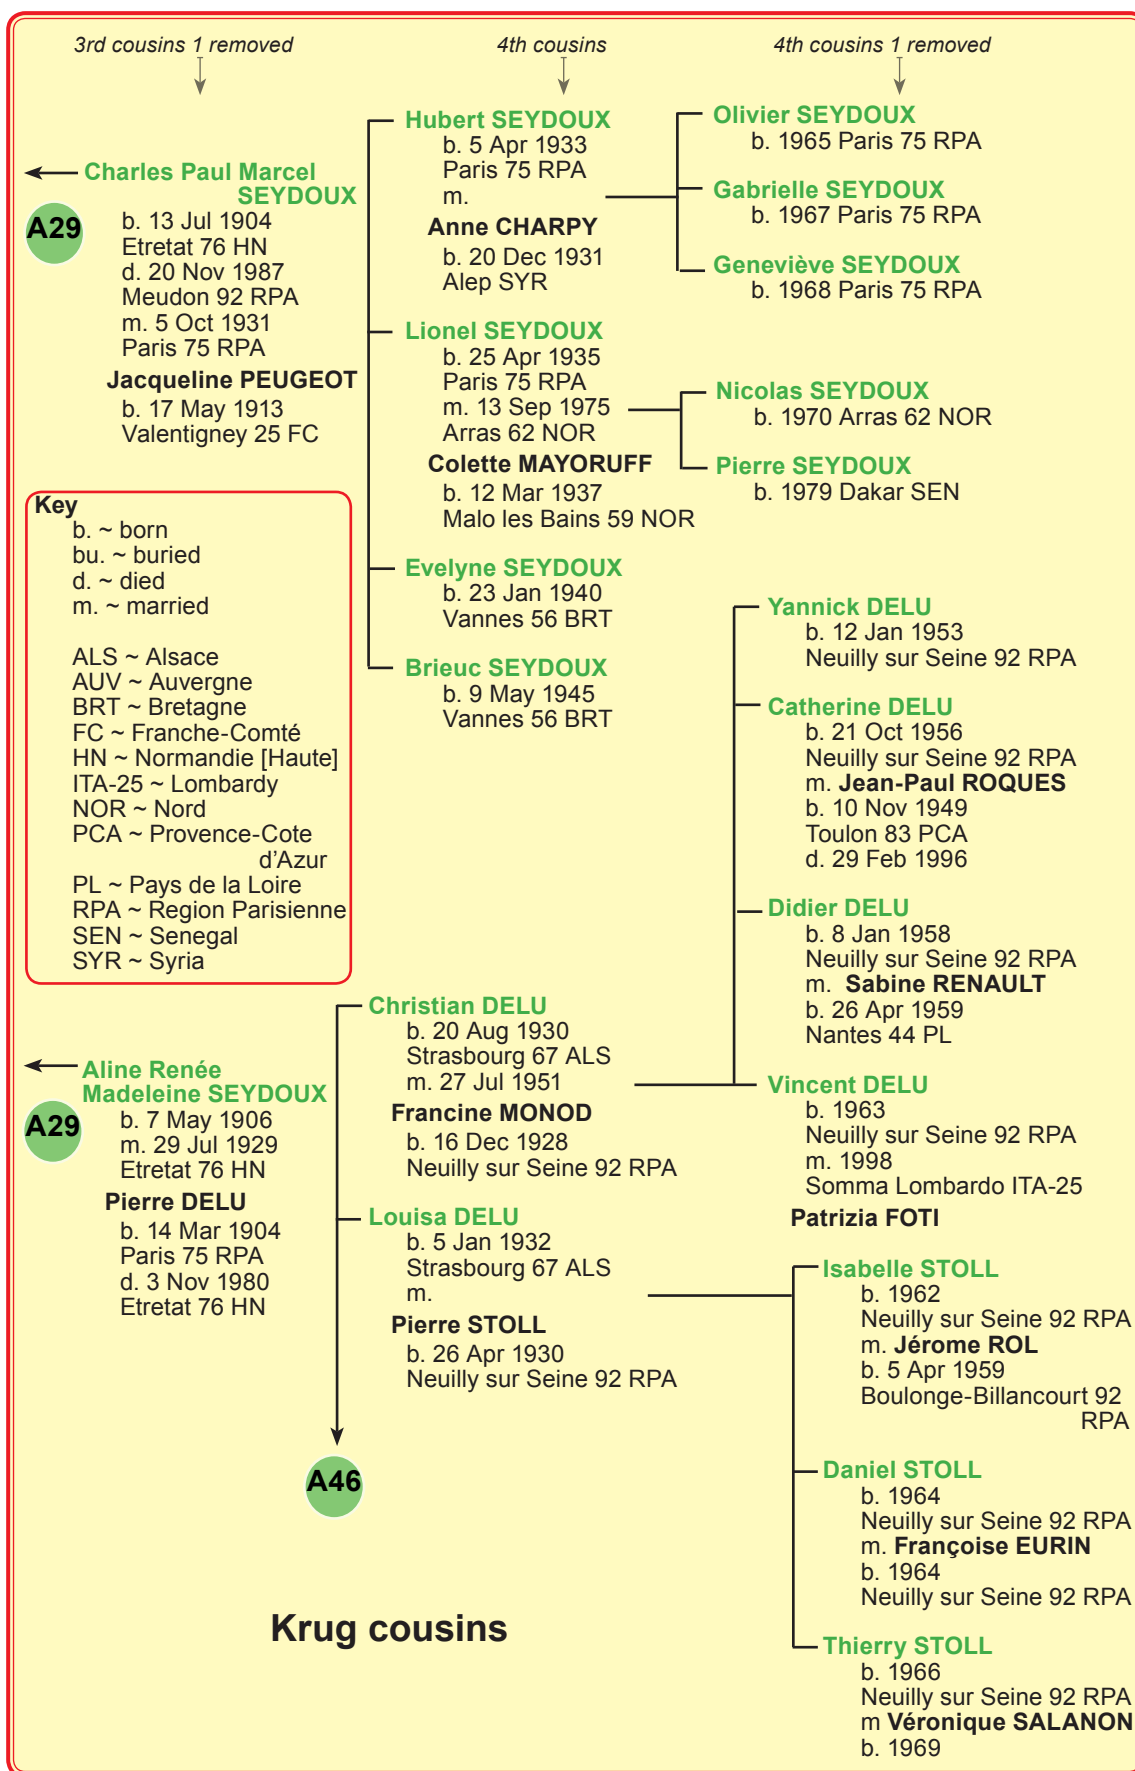 3rd cousins 1 removed
4th cousins
4th cousins 1 removed
Charles Paul Marcel
SEYDOUX
A29
b. 13 Jul 1904
Etretat 76 HN
d. 20 Nov 1987
Meudon 92 RPA
m. 5 Oct 1931
Paris 75 RPA
Jacqueline PEUGEOT
b. 17 May 1913
Valentigney 25 FC
Hubert SEYDOUX
b. 5 Apr 1933
Paris 75 RPA
m.
Anne CHARPY
b. 20 Dec 1931
Alep SYR
Lionel SEYDOUX
b. 25 Apr 1935
Paris 75 RPA
m. 13 Sep 1975
Arras 62 NOR
Colette MAYORUFF
b. 12 Mar 1937
Malo les Bains 59 NOR
Evelyne SEYDOUX
b. 23 Jan 1940
Vannes 56 BRT
Brieuc SEYDOUX
b. 9 May 1945
Vannes 56 BRT
Olivier SEYDOUX
b. 1965 Paris 75 RPA
Gabrielle SEYDOUX
b. 1967 Paris 75 RPA
Geneviève SEYDOUX
b. 1968 Paris 75 RPA
Nicolas SEYDOUX
b. 1970 Arras 62 NOR
Pierre SEYDOUX
b. 1979 Dakar SEN
Key
b. ~ born
bu. ~ buried
d. ~ died
m. ~ married
ALS ~ Alsace
AUV ~ Auvergne
BRT ~ Bretagne
FC ~ Franche-Comté
HN ~ Normandie [Haute]
ITA-25 ~ Lombardy
NOR ~ Nord
PCA ~ Provence-Cote
d'Azur
PL ~ Pays de la Loire
RPA ~ Region Parisienne
SEN ~ Senegal
SYR ~ Syria
Aline Renée
Madeleine SEYDOUX
A29
b. 7 May 1906
m. 29 Jul 1929
Etretat 76 HN
Pierre DELU
b. 14 Mar 1904
Paris 75 RPA
d. 3 Nov 1980
Etretat 76 HN
Christian DELU
b. 20 Aug 1930
Strasbourg 67 ALS
m. 27 Jul 1951
Francine MONOD
b. 16 Dec 1928
Neuilly sur Seine 92 RPA
Louisa DELU
b. 5 Jan 1932
Strasbourg 67 ALS
m.
Pierre STOLL
b. 26 Apr 1930
Neuilly sur Seine 92 RPA
A46
Yannick DELU
b. 12 Jan 1953
Neuilly sur Seine 92 RPA
Catherine DELU
b. 21 Oct 1956
Neuilly sur Seine 92 RPA
m. Jean-Paul ROQUES
b. 10 Nov 1949
Toulon 83 PCA
d. 29 Feb 1996
Didier DELU
b. 8 Jan 1958
Neuilly sur Seine 92 RPA
m. Sabine RENAULT
b. 26 Apr 1959
Nantes 44 PL
Vincent DELU
b. 1963
Neuilly sur Seine 92 RPA
m. 1998
Somma Lombardo ITA-25
Patrizia FOTI
Isabelle STOLL
b. 1962
Neuilly sur Seine 92 RPA
m. Jérome ROL
b. 5 Apr 1959
Boulonge-Billancourt 92
RPA
Daniel STOLL
b. 1964
Neuilly sur Seine 92 RPA
m. Françoise EURIN
b. 1964
Neuilly sur Seine 92 RPA
Thierry STOLL
b. 1966
Neuilly sur Seine 92 RPA
m Véronique SALANON
b. 1969
Krug cousins